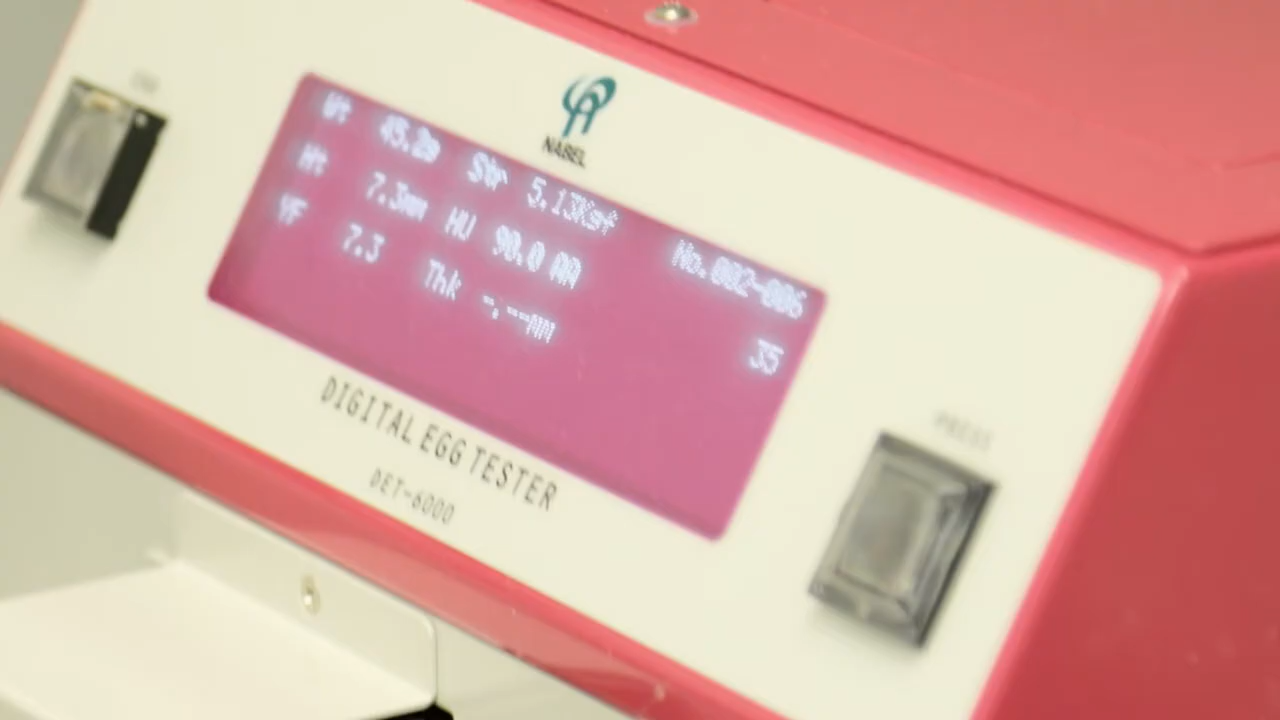 NABEL
Wt 45.2g Str 5.13Kgf No.002-006
Ht 7.3mm HU 90.0 AA 35
YF 7.3 Thk -.--MM
DIGITAL EGG TESTER
DET-6000